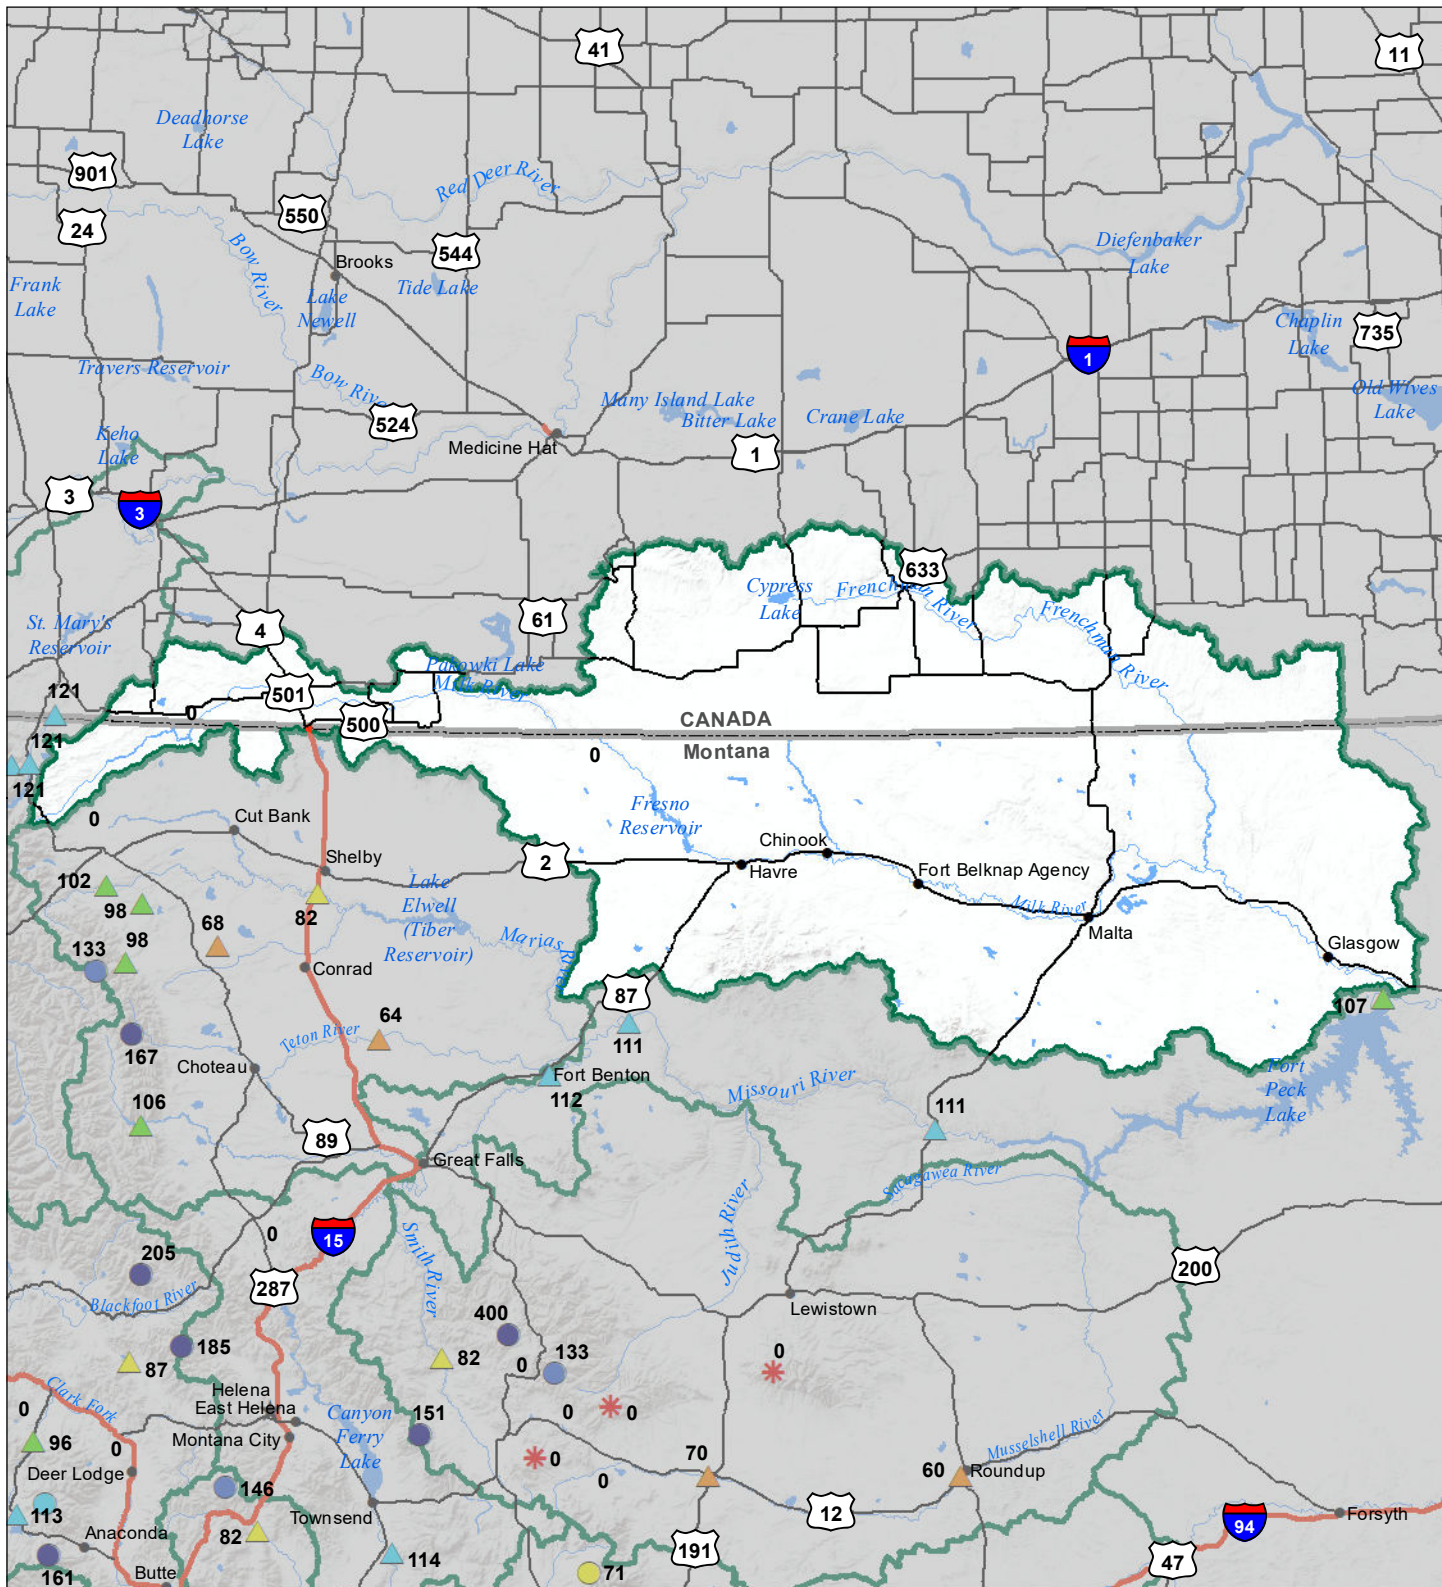 41
11
Deadhorse
Lake
901
Red Deer River
550
24
Bow River
544
Diefenbaker
Lake
Brooks
Frank
Lake
Tide Lake
Lake
Newell
Chaplin
Lake
735
1
Travers Reservoir
Bow River
Old Wives
Lake
Many Island Lake
Bitter Lake
Crane Lake
524
Keho
Lake
Medicine Hat
1
3
3
633
Cypress
Lake
Frenchman River
Frenchman River
61
4
St. Mary's
Reservoir
Pakowki Lake
Milk River
121
501
0
500
CANADA
Montana
0
121
121
0
Fresno
Reservoir
Cut Bank
Chinook
Shelby
2
Havre
Fort Belknap Agency
102
98
82
Lake
Elwell
(Tiber
Reservoir)
68
Milk River
Malta
98
133
Marias River
Conrad
Glasgow
87
107
64
111
167
Teton River
Choteau
Fort Benton
112
Missouri River
Fort
Peck
Lake
106
111
89
Great Falls
Sacagawea River
0
15
Smith River
Judith River
205
287
200
Blackfoot River
Lewistown
400
185
87
82
0
133
0
Clark Fork
0
Helena
East Helena
Canyon
Ferry
Lake
151
0
0
Musselshell River
96
0
Montana City
0
0
70
60
Roundup
Deer Lodge
146
113
Townsend
12
94
Forsyth
Anaconda
82
114
191
47
161
Butte
71